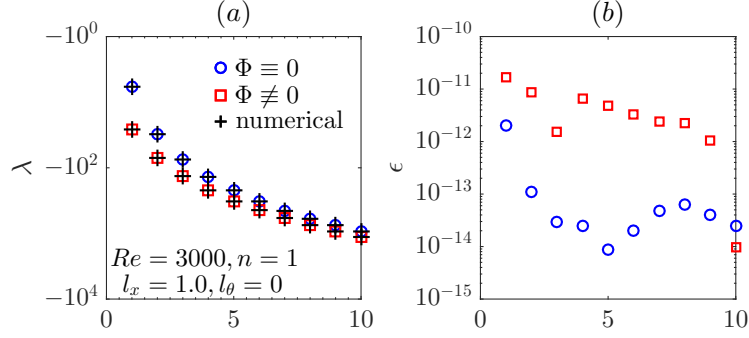 (a)
−10^0
−10^2
−10^4
λ
0
5
10
Φ ≡ 0
Φ ≢ 0
numerical
Re = 3000, n = 1
l_x = 1.0, l_θ = 0
(b)
10^{−10}
10^{−11}
10^{−12}
10^{−13}
10^{−14}
10^{−15}
ϵ
0
5
10